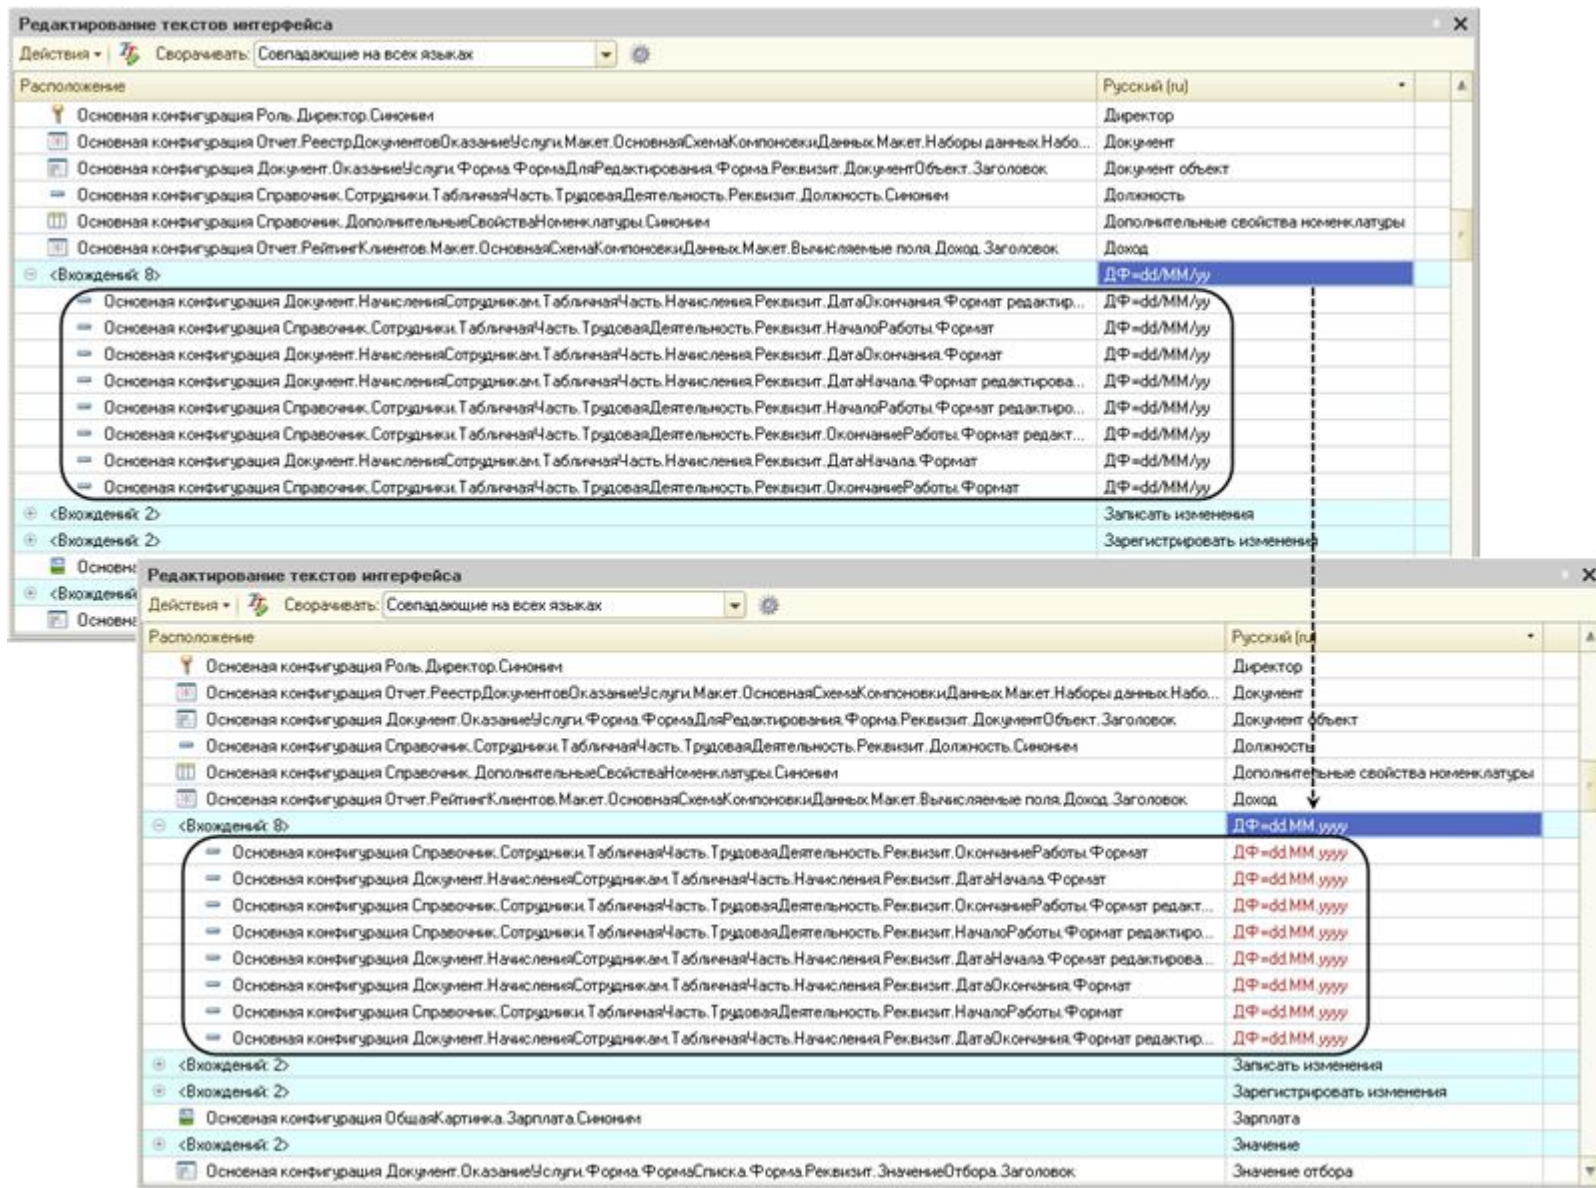 Редактирование текстов интерфейса
Действия Сворачивать: Совпадающие на всех языках
Расположение Русский (ru)
Основная конфигурация Роль.Директор.Синоним Директор
Основная конфигурация Отчет.РеестрДокументовОказаниеУслуги.Макет.ОсновнаяСхемаКомпоновкиДанных.Макет.Наборы данных.Набо... Документ
Основная конфигурация Документ.ОказаниеУслуги.Форма.ФормаДляРедактирования.Форма.Реквизит.ДокументОбъект.Заголовок Документ объект
Основная конфигурация Справочник.Сотрудники.ТабличнаяЧасть.ТрудоваяДеятельность.Реквизит.Должность.Синоним Должность
Основная конфигурация Справочник.ДополнительныеСвойстваНоменклатуры.Синоним Дополнительные свойства номенклатуры
Основная конфигурация Отчет.РейтингКлиентов.Макет.ОсновнаяСхемаКомпоновкиДанных.Макет.Вычисляемые поля.Доход.Заголовок Доход
<Вхождений: 8> ДФ=dd/MM/yy
Основная конфигурация Документ.НачисленияСотрудникам.ТабличнаяЧасть.Начисления.Реквизит.ДатаОкончания.Формат редактир... ДФ=dd/MM/yy
Основная конфигурация Справочник.Сотрудники.ТабличнаяЧасть.ТрудоваяДеятельность.Реквизит.НачалоРаботы.Формат ДФ=dd/MM/yy
Основная конфигурация Документ.НачисленияСотрудникам.ТабличнаяЧасть.Начисления.Реквизит.ДатаОкончания.Формат ДФ=dd/MM/yy
Основная конфигурация Документ.НачисленияСотрудникам.ТабличнаяЧасть.Начисления.Реквизит.ДатаНачала.Формат редактирова... ДФ=dd/MM/yy
Основная конфигурация Справочник.Сотрудники.ТабличнаяЧасть.ТрудоваяДеятельность.Реквизит.НачалоРаботы.Формат редактиро... ДФ=dd/MM/yy
Основная конфигурация Справочник.Сотрудники.ТабличнаяЧасть.ТрудоваяДеятельность.Реквизит.ОкончаниеРаботы.Формат редакт... ДФ=dd/MM/yy
Основная конфигурация Документ.НачисленияСотрудникам.ТабличнаяЧасть.Начисления.Реквизит.ДатаНачала.Формат ДФ=dd/MM/yy
Основная конфигурация Справочник.Сотрудники.ТабличнаяЧасть.ТрудоваяДеятельность.Реквизит.ОкончаниеРаботы.Формат ДФ=dd/MM/yy
<Вхождений: 2> Записать изменения
<Вхождений: 2> Зарегистрировать изменения
Основна
<Вхождений
Основна
Редактирование текстов интерфейса
Действия Сворачивать: Совпадающие на всех языках
Расположение Русский (ru)
Основная конфигурация Роль.Директор.Синоним Директор
Основная конфигурация Отчет.РеестрДокументовОказаниеУслуги.Макет.ОсновнаяСхемаКомпоновкиДанных.Макет.Наборы данных.Набо... Документ
Основная конфигурация Документ.ОказаниеУслуги.Форма.ФормаДляРедактирования.Форма.Реквизит.ДокументОбъект.Заголовок Документ объект
Основная конфигурация Справочник.Сотрудники.ТабличнаяЧасть.ТрудоваяДеятельность.Реквизит.Должность.Синоним Должность
Основная конфигурация Справочник.ДополнительныеСвойстваНоменклатуры.Синоним Дополнительные свойства номенклатуры
Основная конфигурация Отчет.РейтингКлиентов.Макет.ОсновнаяСхемаКомпоновкиДанных.Макет.Вычисляемые поля.Доход.Заголовок Доход
<Вхождений: 8> ДФ=dd.MM.yyyy
Основная конфигурация Справочник.Сотрудники.ТабличнаяЧасть.ТрудоваяДеятельность.Реквизит.ОкончаниеРаботы.Формат ДФ=dd.MM.yyyy
Основная конфигурация Документ.НачисленияСотрудникам.ТабличнаяЧасть.Начисления.Реквизит.ДатаНачала.Формат ДФ=dd.MM.yyyy
Основная конфигурация Справочник.Сотрудники.ТабличнаяЧасть.ТрудоваяДеятельность.Реквизит.ОкончаниеРаботы.Формат редакт... ДФ=dd.MM.yyyy
Основная конфигурация Справочник.Сотрудники.ТабличнаяЧасть.ТрудоваяДеятельность.Реквизит.НачалоРаботы.Формат редактиро... ДФ=dd.MM.yyyy
Основная конфигурация Документ.НачисленияСотрудникам.ТабличнаяЧасть.Начисления.Реквизит.ДатаНачала.Формат редактирова... ДФ=dd.MM.yyyy
Основная конфигурация Документ.НачисленияСотрудникам.ТабличнаяЧасть.Начисления.Реквизит.ДатаОкончания.Формат ДФ=dd.MM.yyyy
Основная конфигурация Справочник.Сотрудники.ТабличнаяЧасть.ТрудоваяДеятельность.Реквизит.НачалоРаботы.Формат ДФ=dd.MM.yyyy
Основная конфигурация Документ.НачисленияСотрудникам.ТабличнаяЧасть.Начисления.Реквизит.ДатаОкончания.Формат редактир... ДФ=dd.MM.yyyy
<Вхождений: 2> Записать изменения
<Вхождений: 2> Зарегистрировать изменения
Основная конфигурация ОбщаяКартинка.Зарплата.Синоним Зарплата
<Вхождений: 2> Значение
Основная конфигурация Документ.ОказаниеУслуги.Форма.ФормаСписка.Форма.Реквизит.ЗначениеОтбора.Заголовок Значение отбора